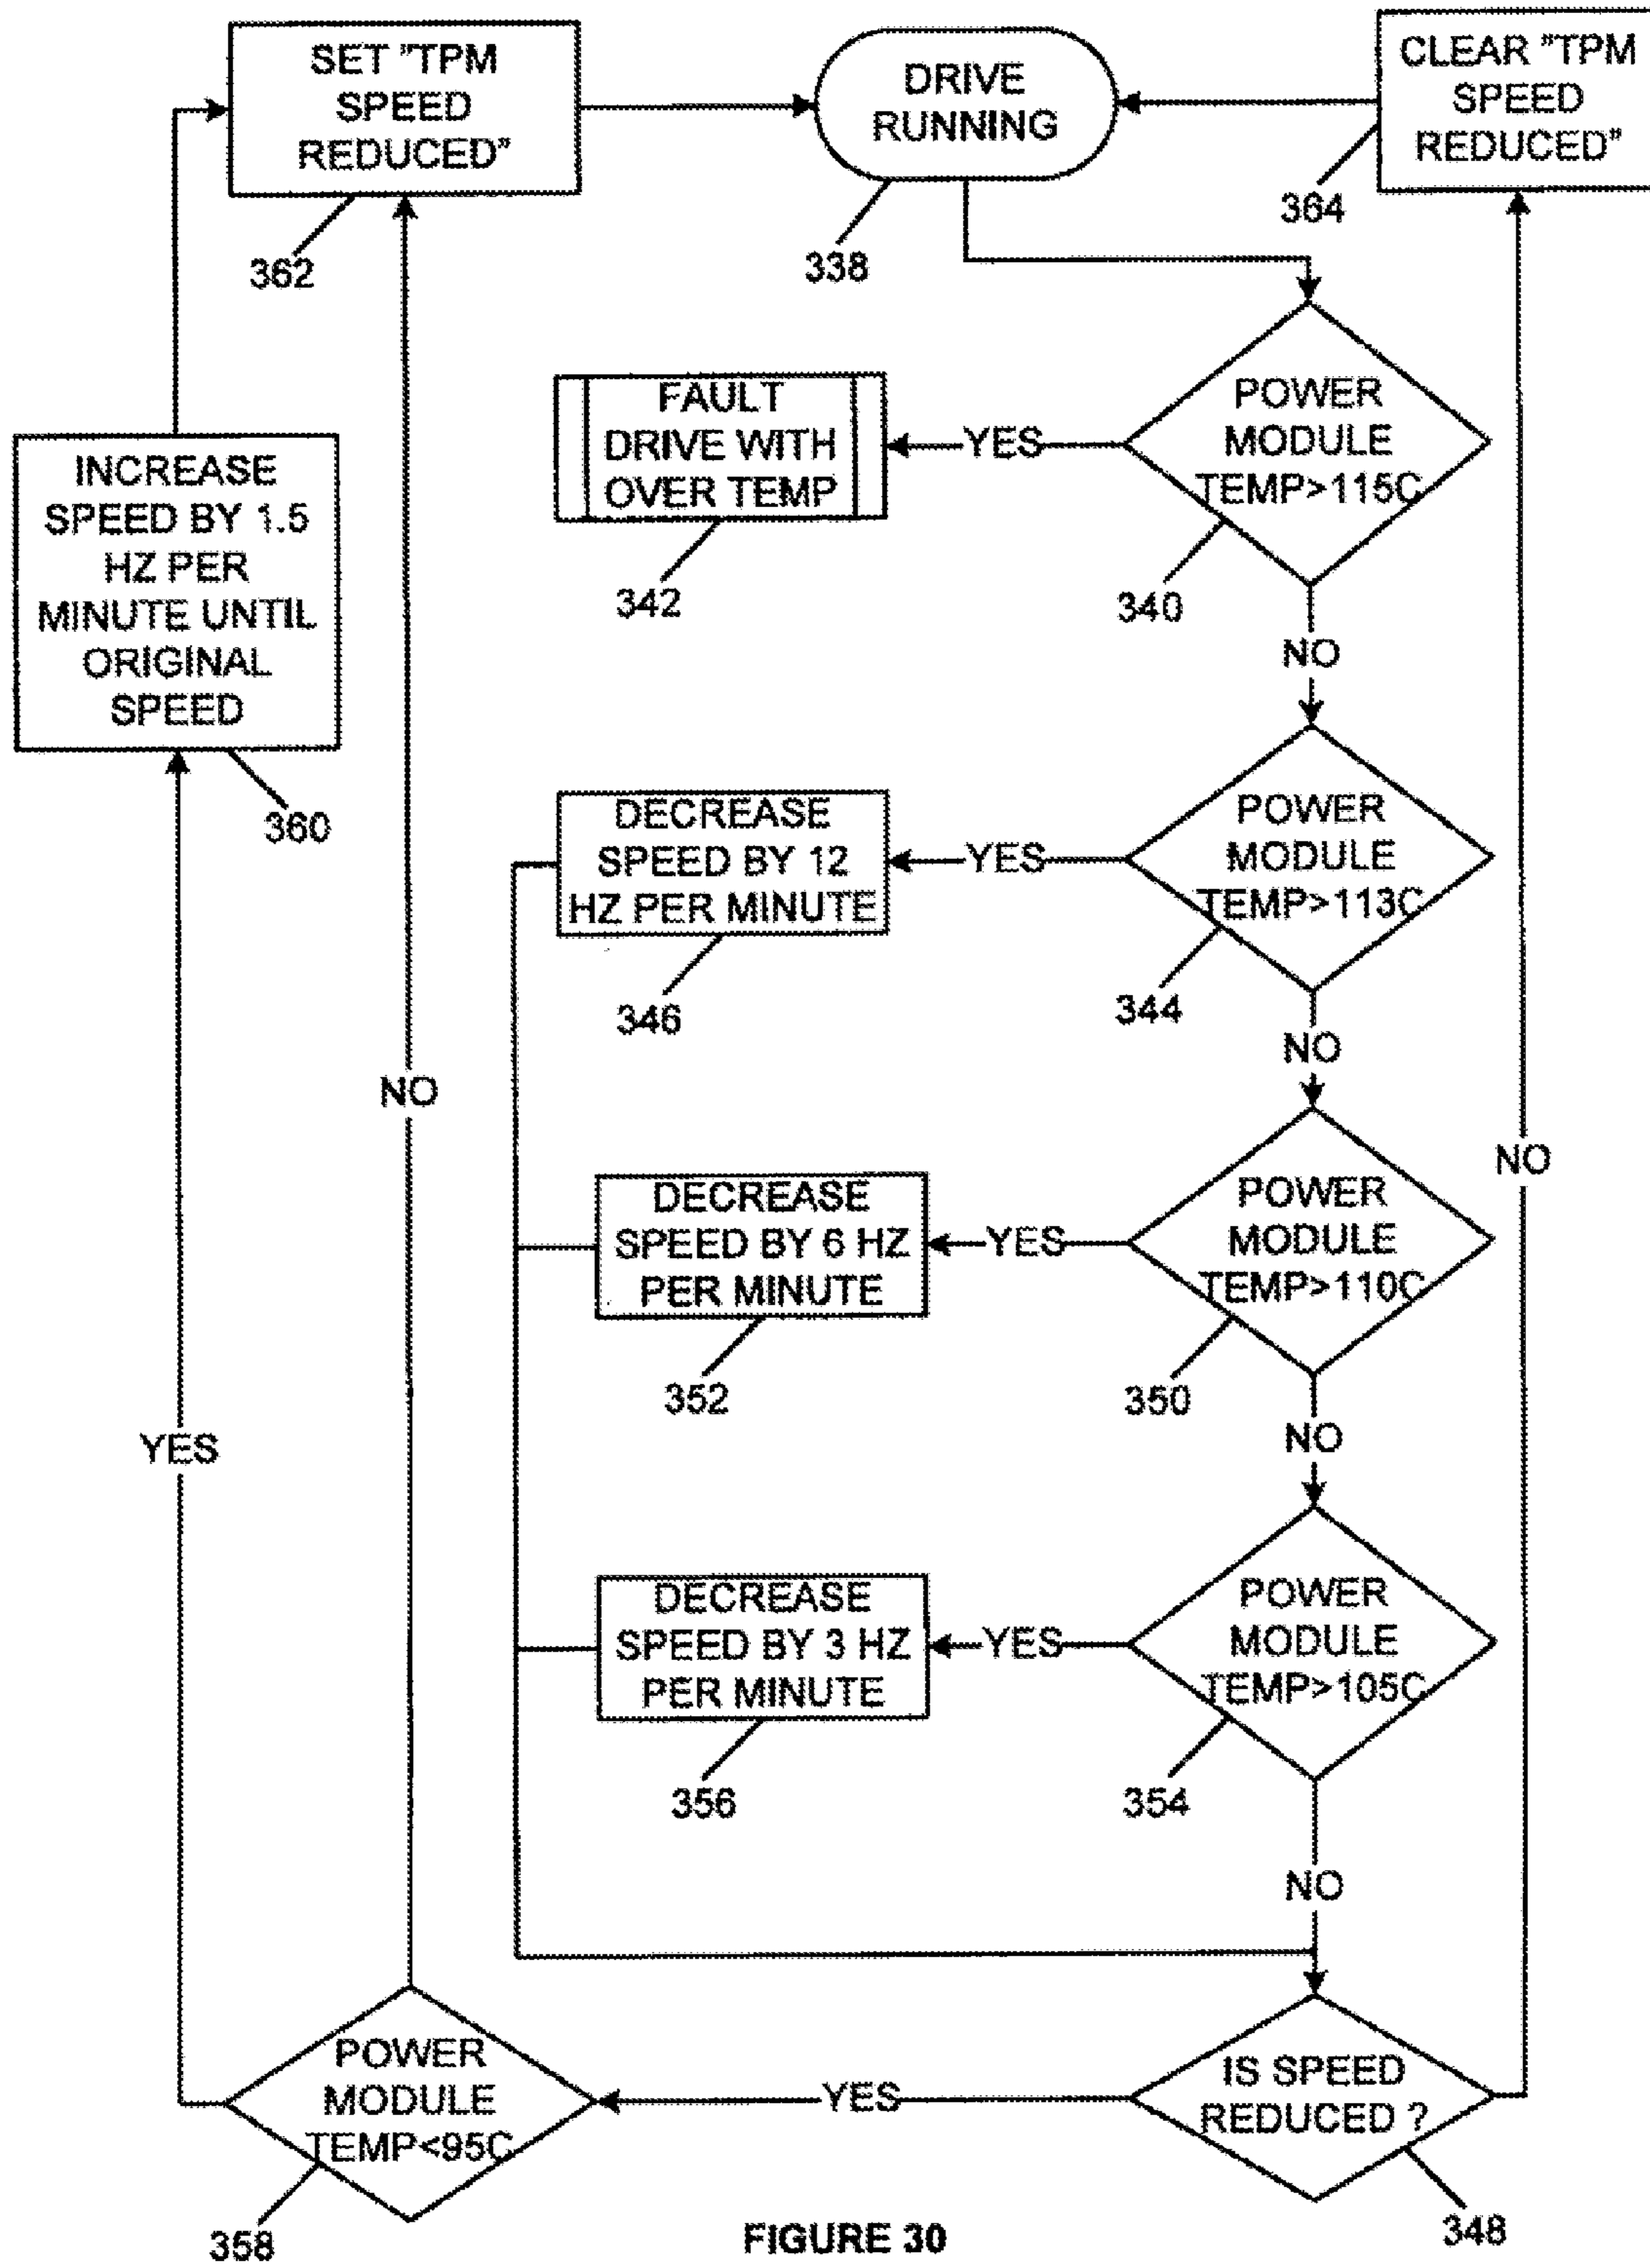 SET "TPM
SPEED
REDUCED"
362
DRIVE
RUNNING
338
CLEAR "TPM
SPEED
REDUCED"
364
POWER
MODULE
TEMP>115C
340
YES
FAULT
DRIVE WITH
OVER TEMP
342
NO
INCREASE
SPEED BY 1.5
HZ PER
MINUTE UNTIL
ORIGINAL
SPEED
360
POWER
MODULE
TEMP>113C
344
YES
DECREASE
SPEED BY 12
HZ PER MINUTE
346
NO
NO
NO
POWER
MODULE
TEMP>110C
350
YES
DECREASE
SPEED BY 6 HZ
PER MINUTE
352
NO
YES
POWER
MODULE
TEMP>105C
354
YES
DECREASE
SPEED BY 3 HZ
PER MINUTE
356
NO
IS SPEED
REDUCED ?
348
YES
POWER
MODULE
TEMP<95C
358
FIGURE 30